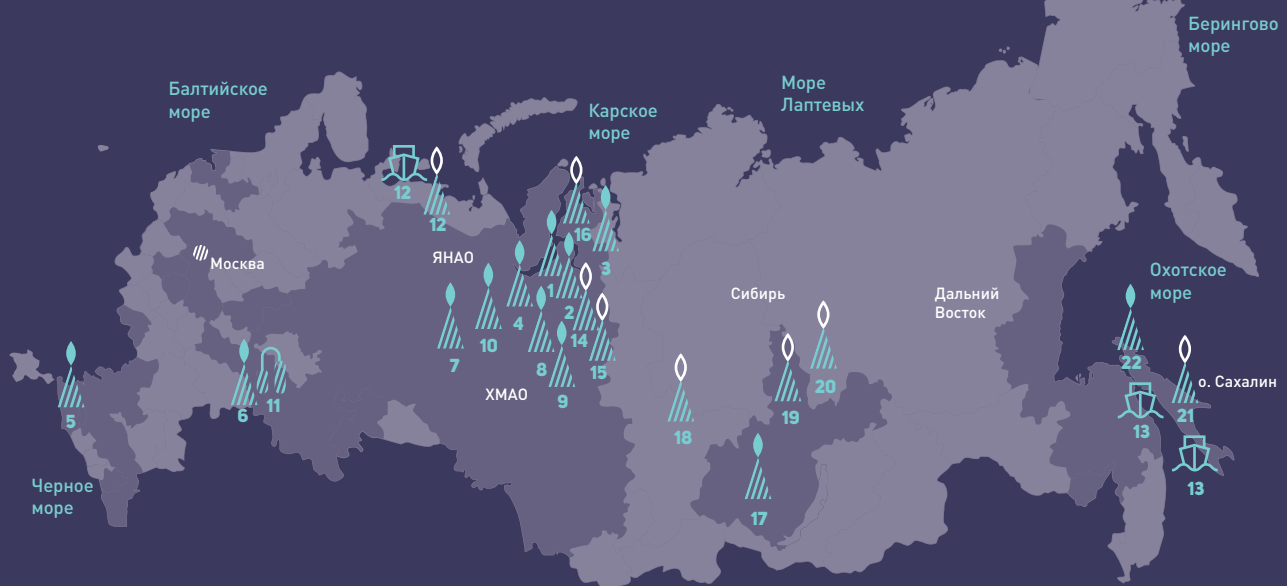 Берингово
море
Балтийское
море
Море
Лаптевых
Карское
море
12
12
16
Москва
ЯНАО
3
Охотское
море
1
Сибирь
Дальний
Восток
2
4
14
10
22
7
8
15
о. Сахалин
20
ХМАО
9
6
11
19
21
5
13
18
Черное
море
13
17